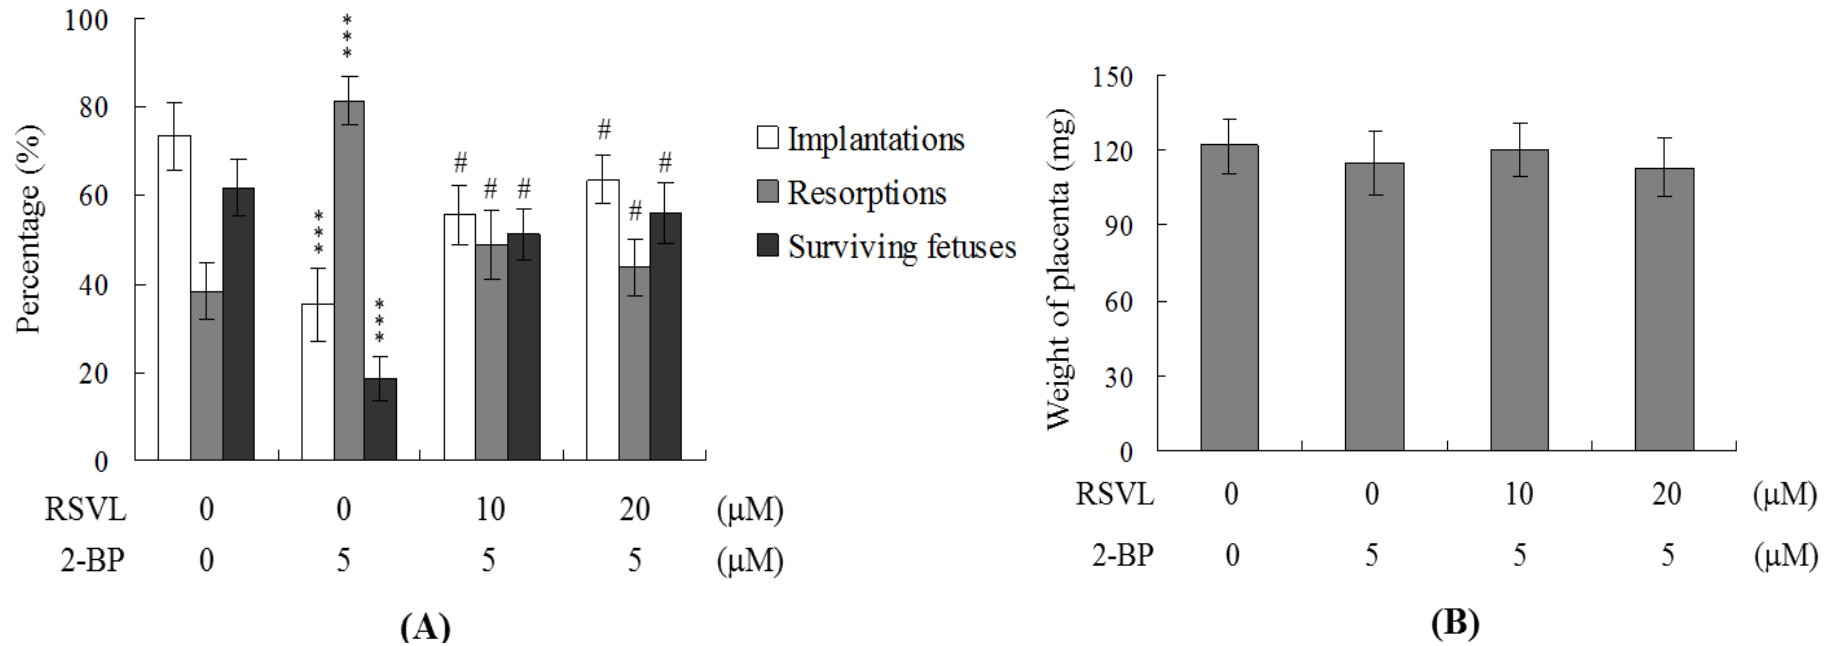 100
80
60
40
20
0
Percentage (%)
***
***
***
# # #
# # #
Implantations
Resorptions
Surviving fetuses
RSVL 0 0 10 20 (μM)
2-BP 0 5 5 5 (μM)
(A)
150
120
90
60
30
0
Weight of placenta (mg)
RSVL 0 0 10 20 (μM)
2-BP 0 5 5 5 (μM)
(B)